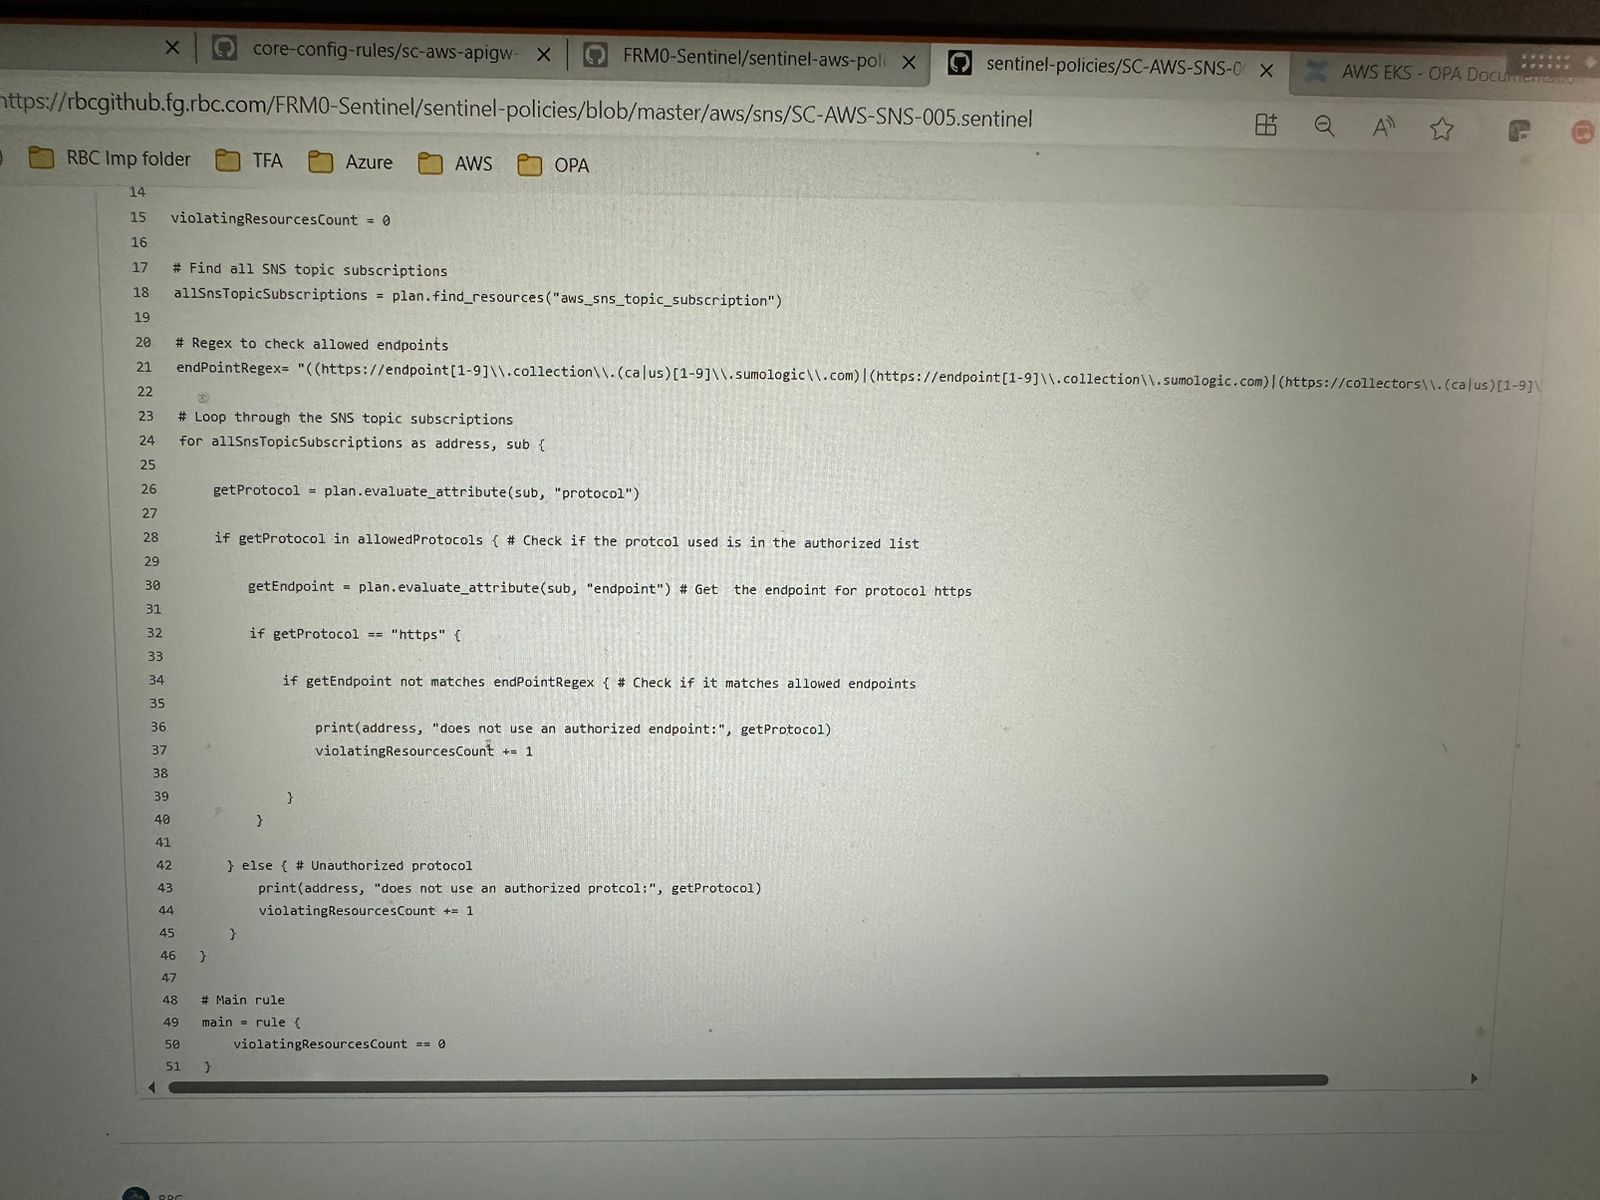 core-config-rules/sc-aws-apigw-
FRM0-Sentinel/sentinel-aws-poli
sentinel-policies/SC-AWS-SNS-0
AWS EKS - OPA
https://rbcgithub.fg.rbc.com/FRM0-Sentinel/sentinel-policies/blob/master/aws/sns/SC-AWS-SNS-005.sentinel
RBC Imp folder TFA Azure AWS OPA
14
15 violatingResourcesCount = 0
16
17 # Find all SNS topic subscriptions
18 allSnsTopicSubscriptions = plan.find_resources("aws_sns_topic_subscription")
19
20 # Regex to check allowed endpoints
21 endPointRegex= "((https://endpoint[1-9]\\.collection\\.(ca|us)[1-9]\\.sumologic\\.com)|(https://endpoint[1-9]\\.collection\\.sumologic.com)|(https://collectors\\.(ca|us)[1-9]\
22
23 # Loop through the SNS topic subscriptions
24 for allSnsTopicSubscriptions as address, sub {
25
26 getProtocol = plan.evaluate_attribute(sub, "protocol")
27
28 if getProtocol in allowedProtocols { # Check if the protcol used is in the authorized list
29
30 getEndpoint = plan.evaluate_attribute(sub, "endpoint") # Get  the endpoint for protocol https
31
32 if getProtocol == "https" {
33
34 if getEndpoint not matches endPointRegex { # Check if it matches allowed endpoints
35
36 print(address, "does not use an authorized endpoint:", getProtocol)
37 violatingResourcesCount += 1
38
39 }
40 }
41
42 } else { # Unauthorized protocol
43 print(address, "does not use an authorized protcol:", getProtocol)
44 violatingResourcesCount += 1
45 }
46 }
47
48 # Main rule
49 main = rule {
50 violatingResourcesCount == 0
51 }